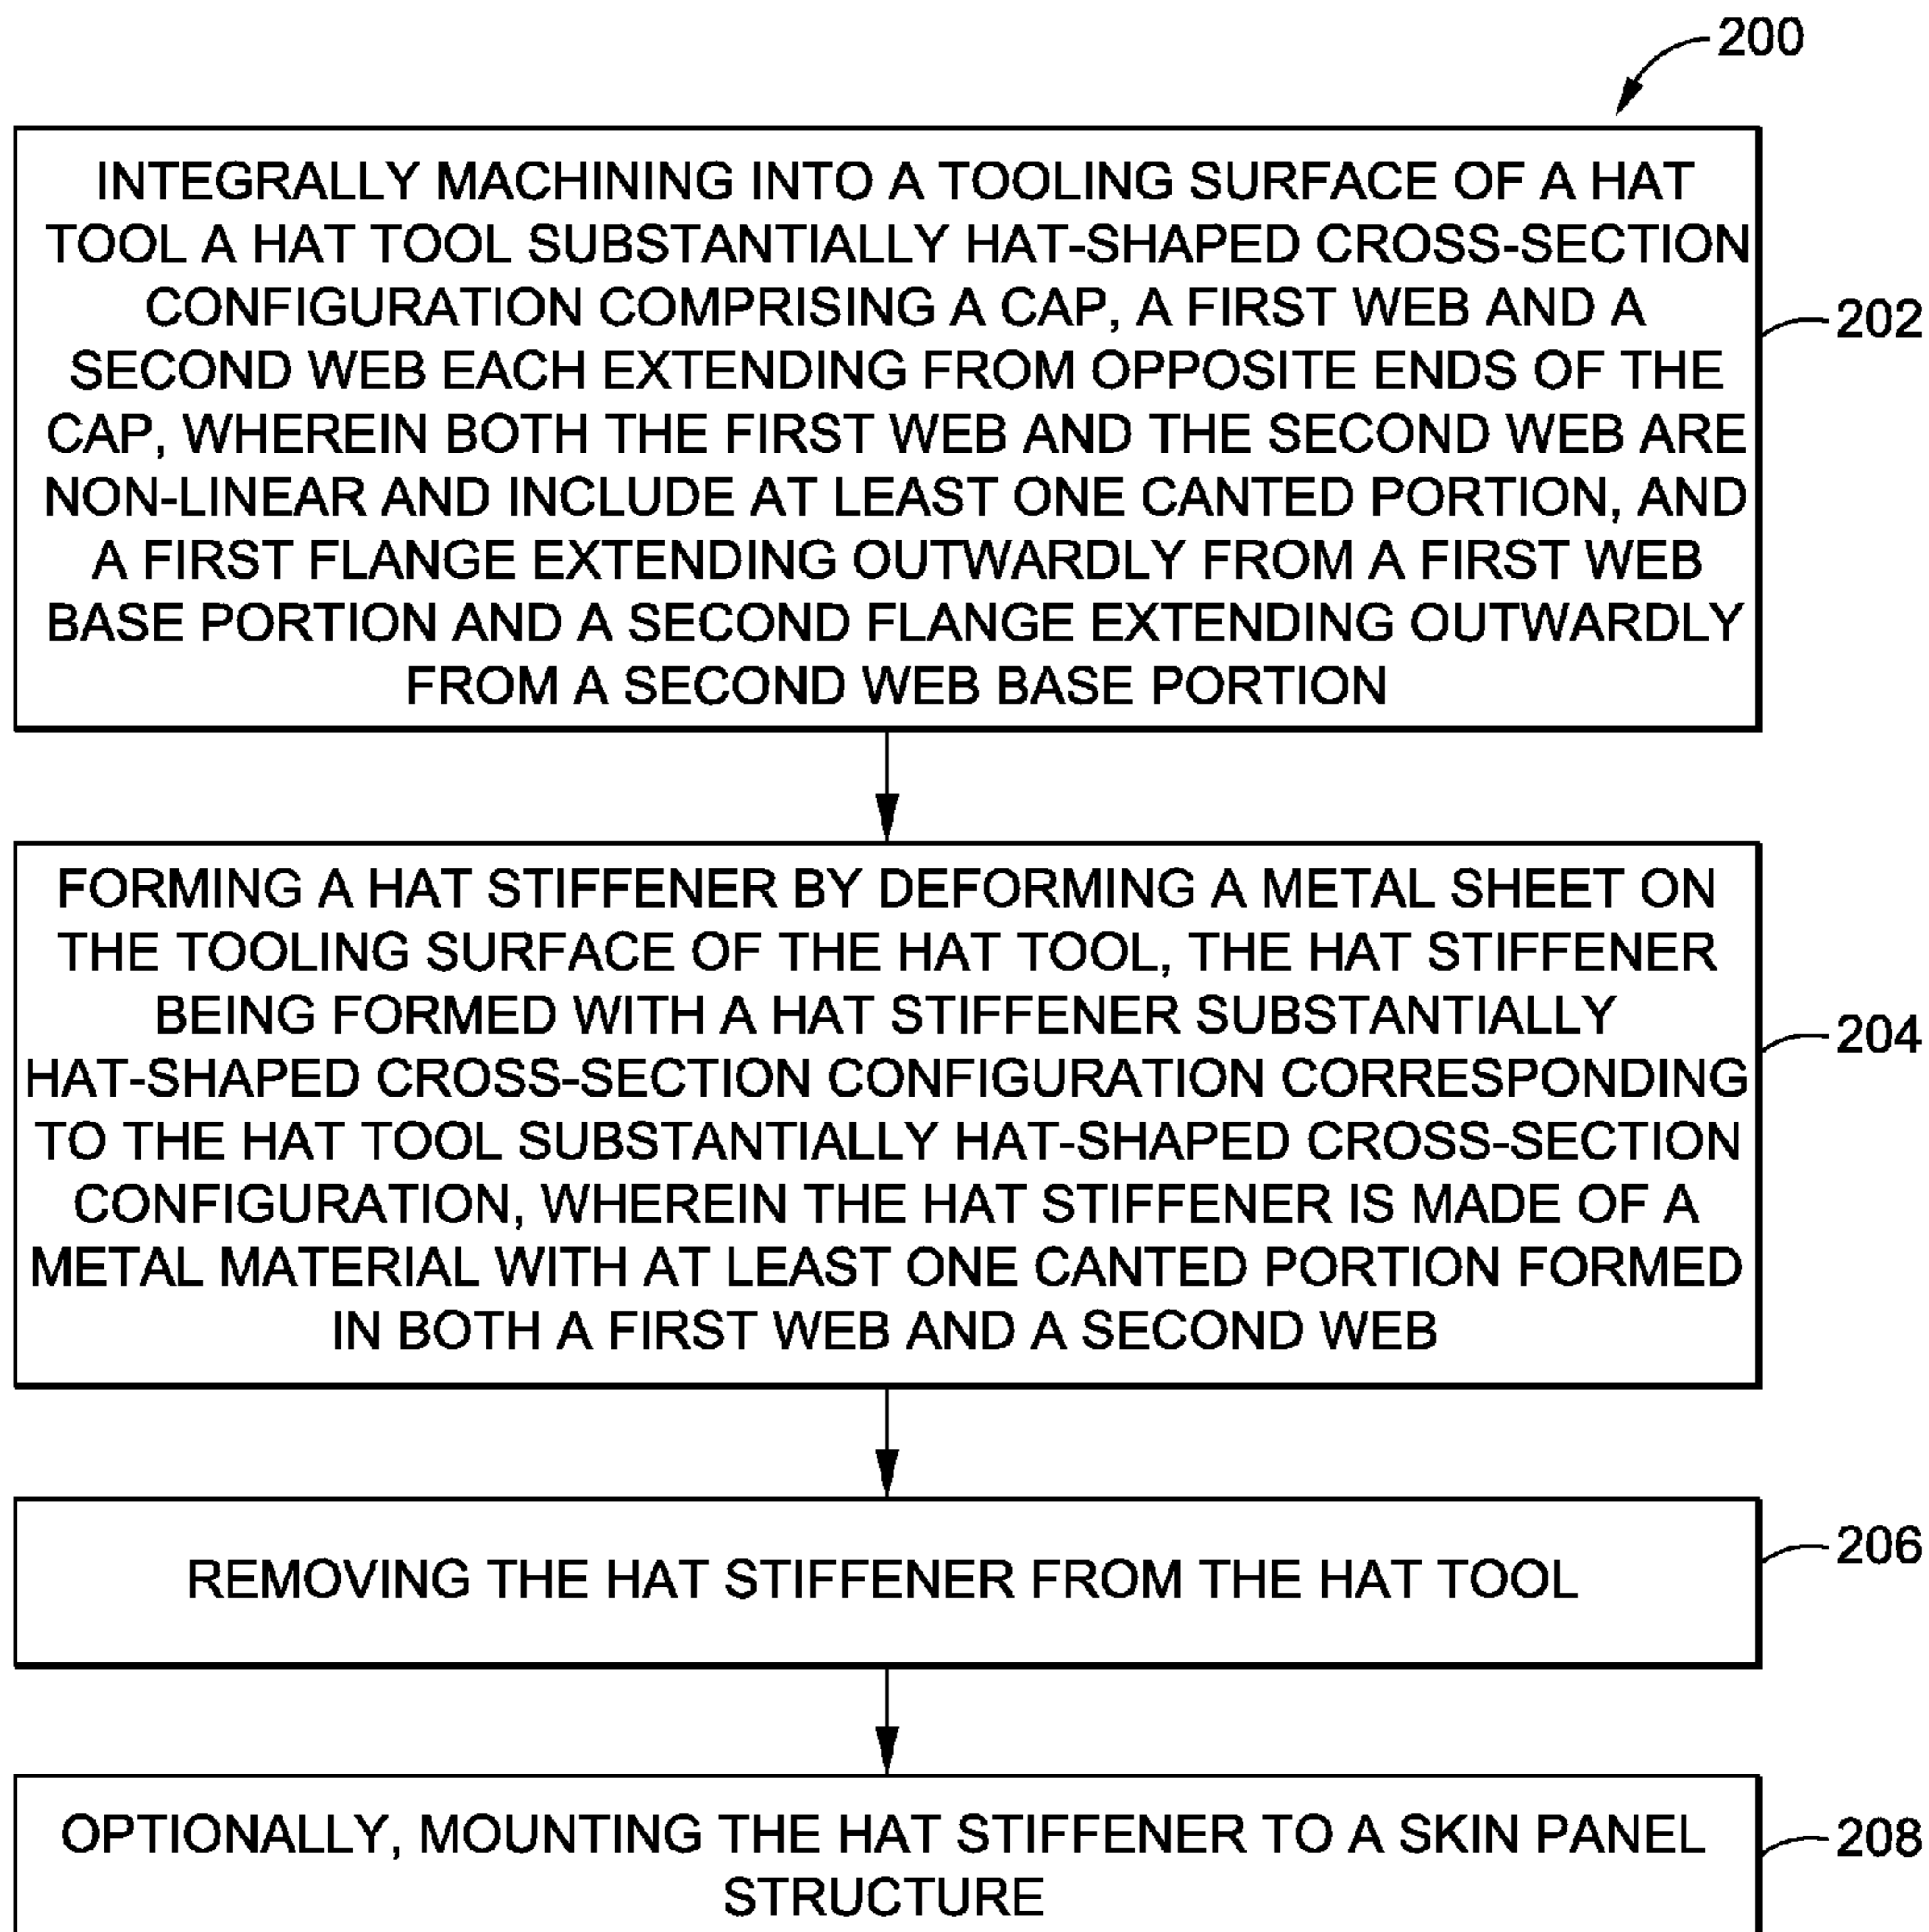 200
INTEGRALLY MACHINING INTO A TOOLING SURFACE OF A HAT
TOOL A HAT TOOL SUBSTANTIALLY HAT-SHAPED CROSS-SECTION
CONFIGURATION COMPRISING A CAP, A FIRST WEB AND A
SECOND WEB EACH EXTENDING FROM OPPOSITE ENDS OF THE
CAP, WHEREIN BOTH THE FIRST WEB AND THE SECOND WEB ARE
NON-LINEAR AND INCLUDE AT LEAST ONE CANTED PORTION, AND
A FIRST FLANGE EXTENDING OUTWARDLY FROM A FIRST WEB
BASE PORTION AND A SECOND FLANGE EXTENDING OUTWARDLY
FROM A SECOND WEB BASE PORTION
202
FORMING A HAT STIFFENER BY DEFORMING A METAL SHEET ON
THE TOOLING SURFACE OF THE HAT TOOL, THE HAT STIFFENER
BEING FORMED WITH A HAT STIFFENER SUBSTANTIALLY
HAT-SHAPED CROSS-SECTION CONFIGURATION CORRESPONDING
TO THE HAT TOOL SUBSTANTIALLY HAT-SHAPED CROSS-SECTION
CONFIGURATION, WHEREIN THE HAT STIFFENER IS MADE OF A
METAL MATERIAL WITH AT LEAST ONE CANTED PORTION FORMED
IN BOTH A FIRST WEB AND A SECOND WEB
204
REMOVING THE HAT STIFFENER FROM THE HAT TOOL
206
OPTIONALLY, MOUNTING THE HAT STIFFENER TO A SKIN PANEL
STRUCTURE
208